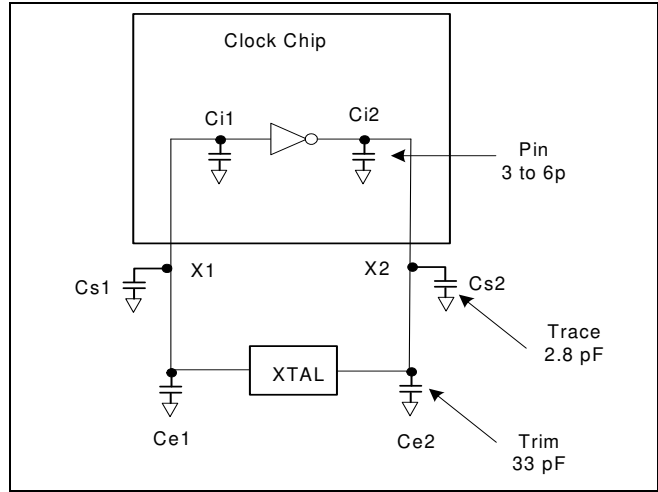 Clock Chip
Ci1
Ci2
Pin
3 to 6p
X1
X2
Cs1
Cs2
Trace
2.8 pF
XTAL
Ce1
Ce2
Trim
33 pF